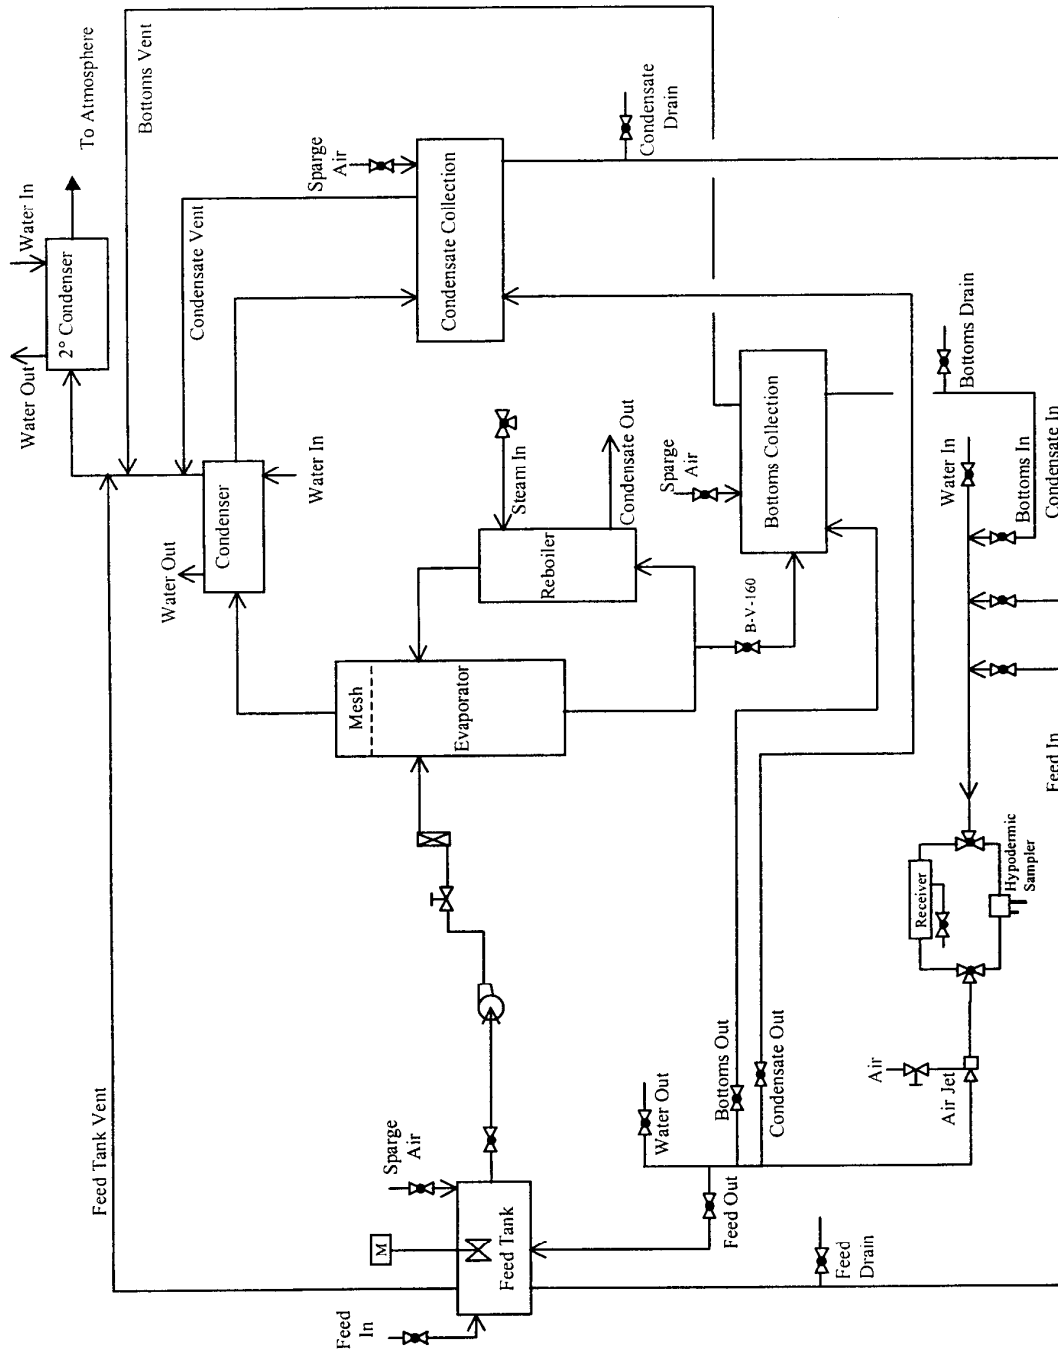 To Atmosphere
Bottoms Vent
Water In
2° Condenser
Water Out
Condensate Vent
Sparge
Air
Condensate Collection
Condensate
Drain
Water In
Condenser
Water Out
Steam In
Condensate Out
Reboiler
Sparge
Air
Bottoms Collection
Bottoms Drain
Water In
Bottoms In
Condensate In
B-V-160
Mesh
Evaporator
Feed In
Receiver
Hypodermic
Sampler
Air
Air Jet
Bottoms Out
Condensate Out
Water Out
Feed Out
Feed
Drain
Feed Tank Vent
Sparge
Air
M
Feed Tank
Feed
In